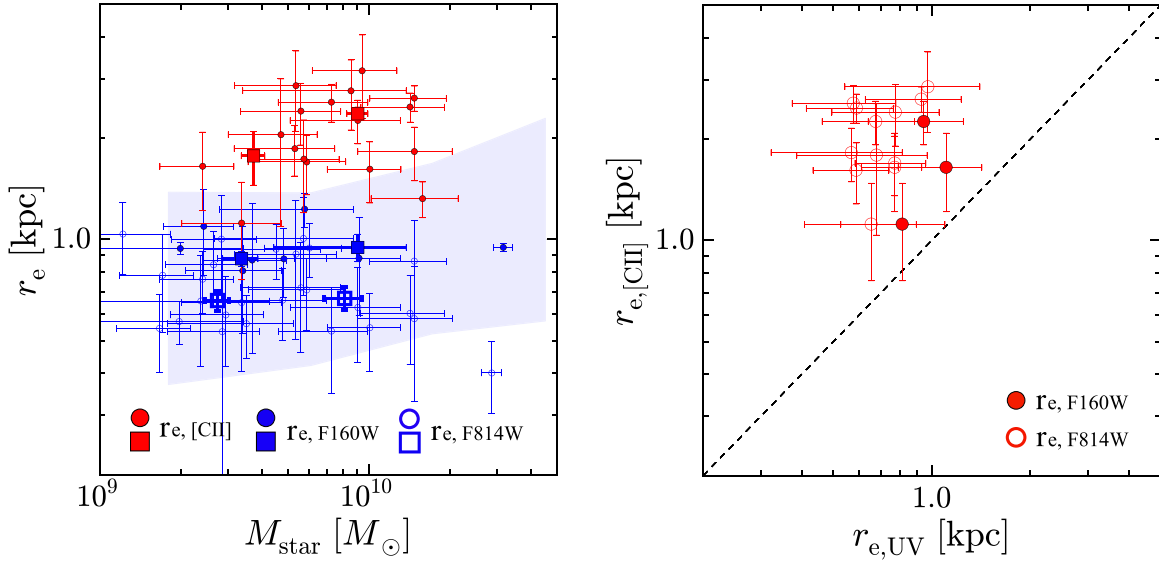 r_e [kpc]
1.0
r_e, [CII]
r_e, F160W
r_e, F814W
10^9
10^10
M_star [M_⊙]
r_e,[CII] [kpc]
1.0
r_e, F160W
r_e, F814W
1.0
r_e,UV [kpc]